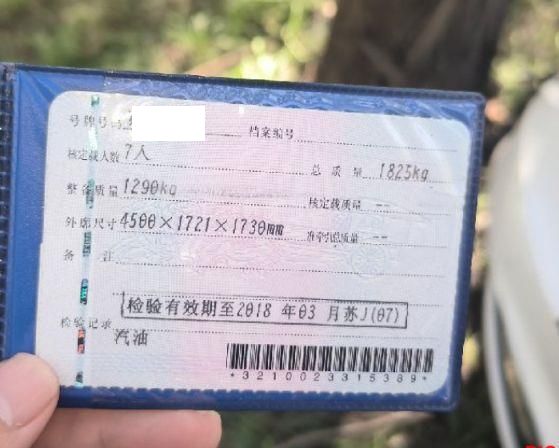 号牌号码 档案编号
核定载人数 7人 总质量 1825kg
整备质量 1290kg 核定载质量 --
外廓尺寸 4500×1721×1730mm 准牵引总质量 --
备注
检验有效期至2018 年03 月苏J(07)
检验记录
汽油
*3210023315389*